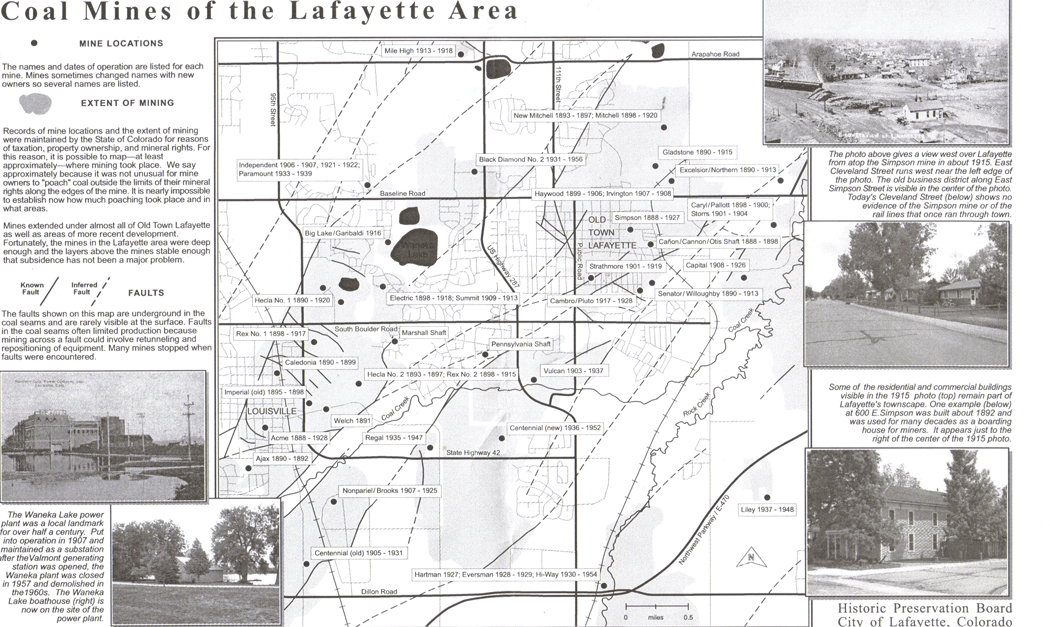 Coal Mines of the Lafayette Area
MINE LOCATIONS
The names and dates of operation are listed for each
mine. Mines sometimes changed names with new
owners so several names are listed.
EXTENT OF MINING
Records of mine locations and the extent of mining
were maintained by the State of Colorado for reasons
of taxation, property ownership, and mineral rights. For
this reason, it is possible to map—at least
approximately—where mining took place. We say
approximately because it was not unusual for mine
owners to "poach" coal outside the limits of their mineral
rights along the edges of the mine. It is nearly impossible
to establish now how much poaching took place and in
what areas.
Mines extended under almost all of Old Town Lafayette
as well as areas of more recent development.
Fortunately, the mines in the Lafayette area were deep
enough and the layers above the mines stable enough
that subsidence has not been a major problem.
Known
Fault
Inferred
Fault
FAULTS
The faults shown on this map are underground in the
coal seams and are rarely visible at the surface. Faults
in the coal seams often limited production because
mining across a fault could involve retunneling and
repositioning of equipment. Many mines stopped when
faults were encountered.
The Waneka Lake power
plant was a local landmark
for over half a century. Put
into operation in 1907 and
maintained as a substation
after theValmont generating
station was opened, the
Waneka plant was closed
in 1957 and demolished in
the1960s. The Waneka
Lake boathouse (right) is
now on the site of the
power plant.
Mile High 1913 - 1918
Arapahoe Road
95th Street
111th Street
New Mitchell 1893 - 1897; Mitchell 1898 - 1920
Gladstone 1890 - 1915
Black Diamond No. 2 1931 - 1956
Independent 1906 - 1907, 1921 - 1922;
Paramount 1933 - 1939
Excelsior/Northern 1890 - 1913
Baseline Road
Haywood 1899 - 1906; Irvington 1907 - 1908
Caryl/Pallott 1898 - 1900;
Storrs 1901 - 1904
OLD
TOWN
LAFAYETTE
Simpson 1888 - 1927
Big Lake/Garibaldi 1916
Waneka
Lake
US Highway 287
Public Road
Cañon/Cannon/Otis Shaft 1888 - 1898
Strathmore 1901 - 1919
Capital 1908 - 1926
Hecla No. 1 1890 - 1920
Electric 1898 - 1918; Summit 1909 - 1913
Cambro/Pluto 1917 - 1928
Senator/Willoughby 1890 - 1913
Coal Creek
South Boulder Road
Rex No. 1 1898 - 1917
Marshall Shaft
Pennsylvania Shaft
Caledonia 1890 - 1899
Hecla No. 2 1893 - 1897; Rex No. 2 1898 - 1915
Vulcan 1903 - 1937
Imperial (old) 1895 - 1898
Coal Creek
Rock Creek
LOUISVILLE
Welch 1891
Acme 1888 - 1928
Regal 1935 - 1947
Centennial (new) 1936 - 1952
State Highway 42
Ajax 1890 - 1892
Nonpariel/Brooks 1907 - 1925
Liley 1937 - 1948
Northwest Parkway / E-470
Centennial (old) 1905 - 1931
N
Hartman 1927; Eversman 1928 - 1929; Hi-Way 1930 - 1954
Dillon Road
0 miles 0.5
The photo above gives a view west over Lafayette
from atop the Simpson mine in about 1915. East
Cleveland Street runs west near the left edge of
the photo. The old business district along East
Simpson Street is visible in the center of the photo.
Today's Cleveland Street (below) shows no
evidence of the Simpson mine or of the
rail lines that once ran through town.
Some of the residential and commercial buildings
visible in the 1915 photo (top) remain part of
Lafayette's townscape. One example (below)
at 600 E.Simpson was built about 1892 and
was used for many decades as a boarding
house for miners. It appears just to the
right of the center of the 1915 photo.
Historic Preservation Board
City of Lafayette, Colorado